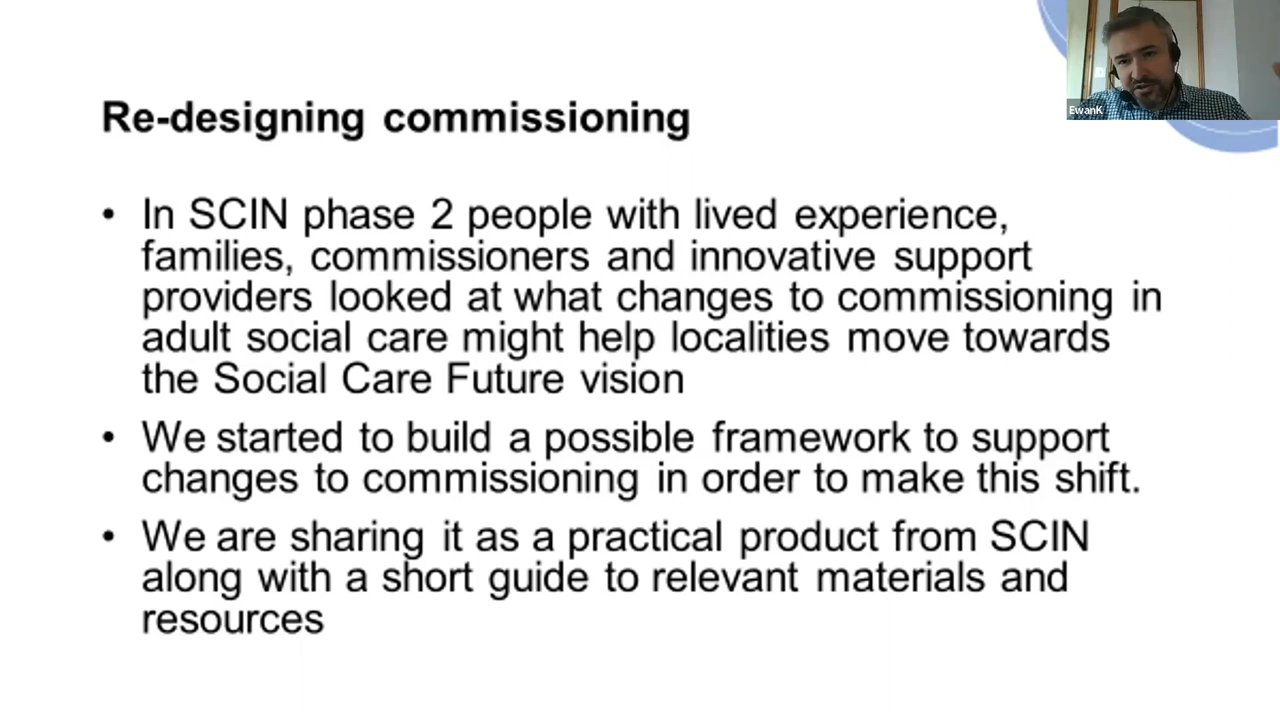 Re-designing commissioning
• In SCIN phase 2 people with lived experience,
families, commissioners and innovative support
providers looked at what changes to commissioning in
adult social care might help localities move towards
the Social Care Future vision
• We started to build a possible framework to support
changes to commissioning in order to make this shift.
• We are sharing it as a practical product from SCIN
along with a short guide to relevant materials and
resources
EwanK